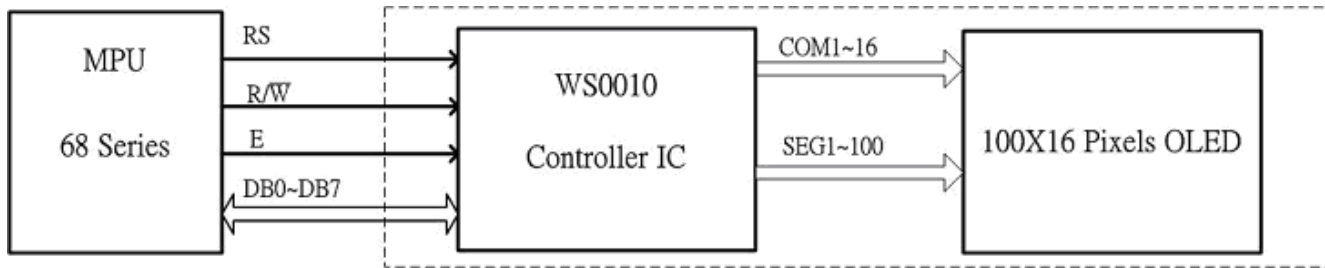 MPU
68 Series
RS
R/W̅
E
DB0~DB7
WS0010
Controller IC
COM1~16
SEG1~100
100X16 Pixels OLED